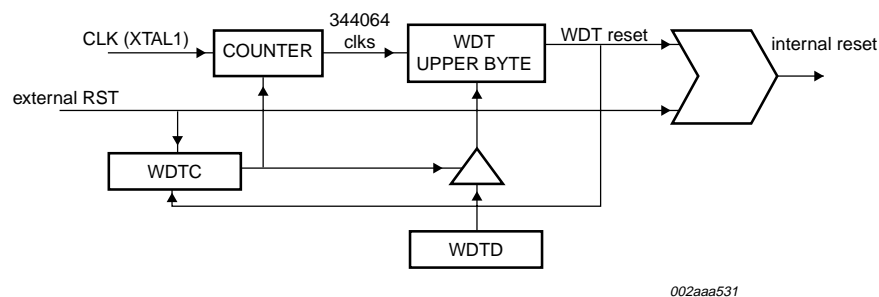 CLK (XTAL1)
COUNTER
344064
clks
WDT
UPPER BYTE
WDT reset
internal reset
external RST
WDTC
WDTD
002aaa531